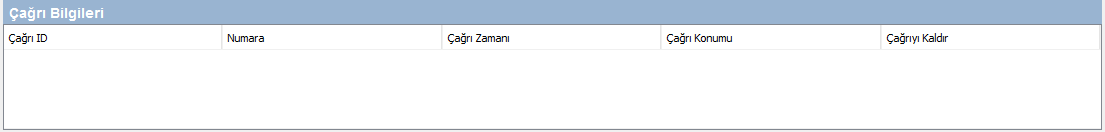 Çağrı Bilgileri
Çağrı ID Numara Çağrı Zamanı Çağrı Konumu Çağrıyı Kaldır